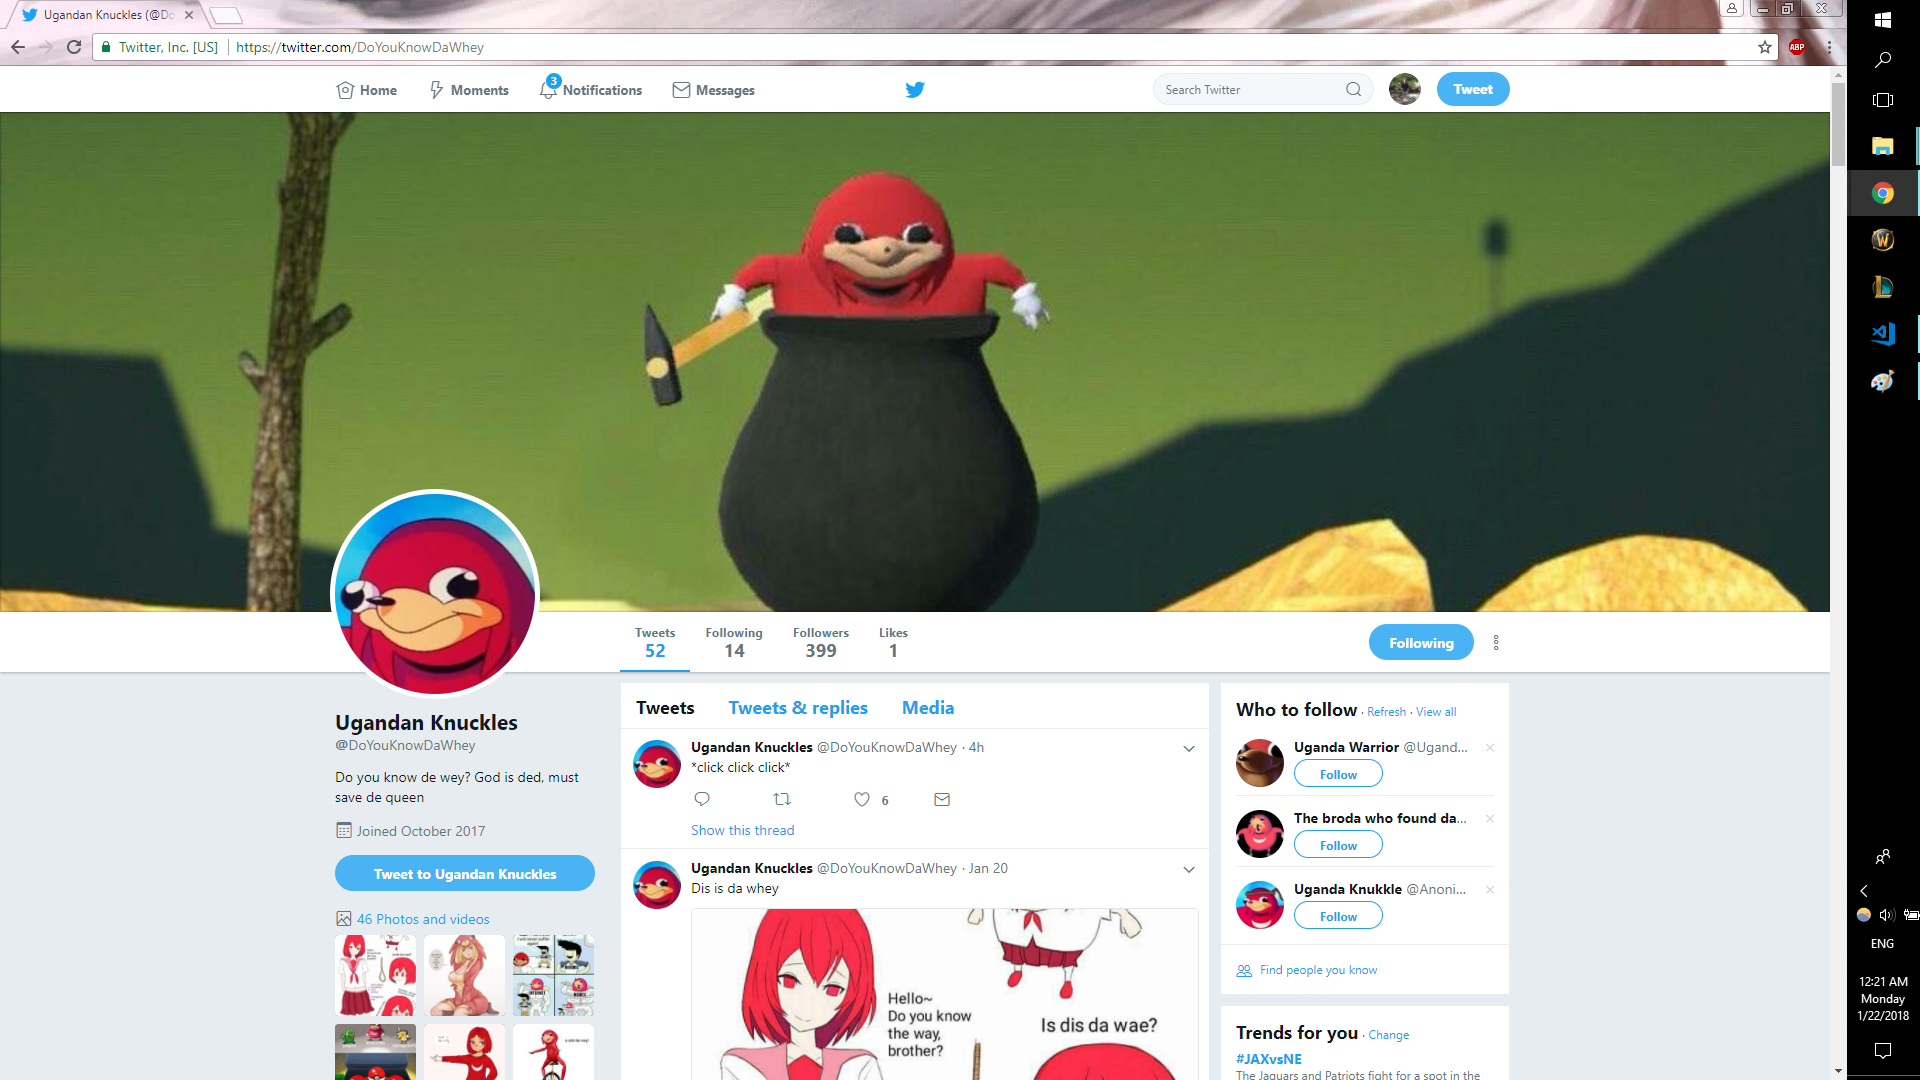 Ugandan Knuckles (@Do
Twitter, Inc. [US]
https://twitter.com/DoYouKnowDaWhey
ABP
Home
Moments
3
Notifications
Messages
Search Twitter
Tweet
Tweets
52
Following
14
Followers
399
Likes
1
Following
Ugandan Knuckles
@DoYouKnowDaWhey
Do you know de wey? God is ded, must
save de queen
Joined October 2017
Tweet to Ugandan Knuckles
46 Photos and videos
Tweets
Tweets & replies
Media
Ugandan Knuckles @DoYouKnowDaWhey · 4h
*click click click*
6
Show this thread
Ugandan Knuckles @DoYouKnowDaWhey · Jan 20
Dis is da whey
Hello~
Do you know
the way,
brother?
Is dis da wae?
Who to follow · Refresh · View all
Uganda Warrior @Ugand...
Follow
The broda who found da...
Follow
Uganda Knukkle @Anoni...
Follow
Find people you know
Trends for you · Change
#JAXvsNE
The Jaguars and Patriots fight for a spot in the
ENG
12:21 AM
Monday
1/22/2018